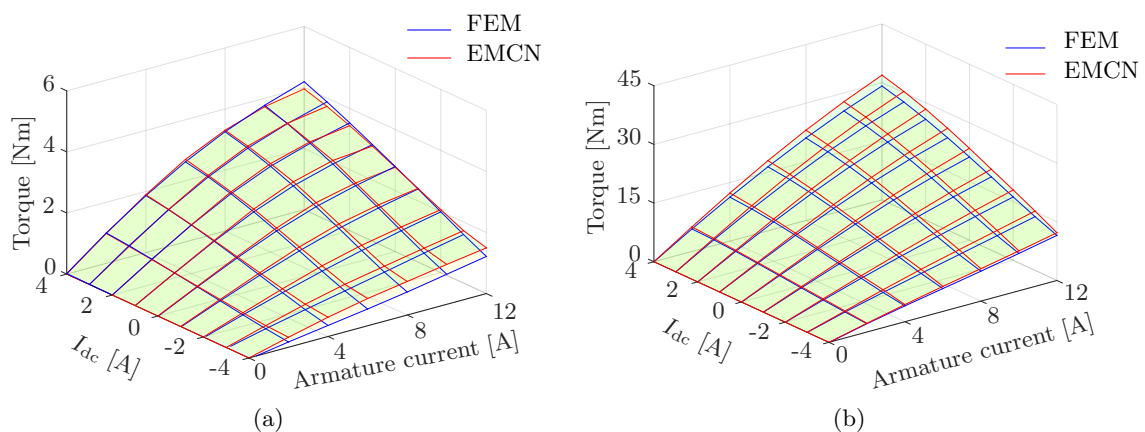 FEM
EMCN
6
4
2
0
Torque [Nm]
4
2
0
-2
-4
I_dc [A]
0
4
8
12
Armature current [A]
(a)
FEM
EMCN
45
30
15
0
Torque [Nm]
4
2
0
-2
-4
I_dc [A]
0
4
8
12
Armature current [A]
(b)